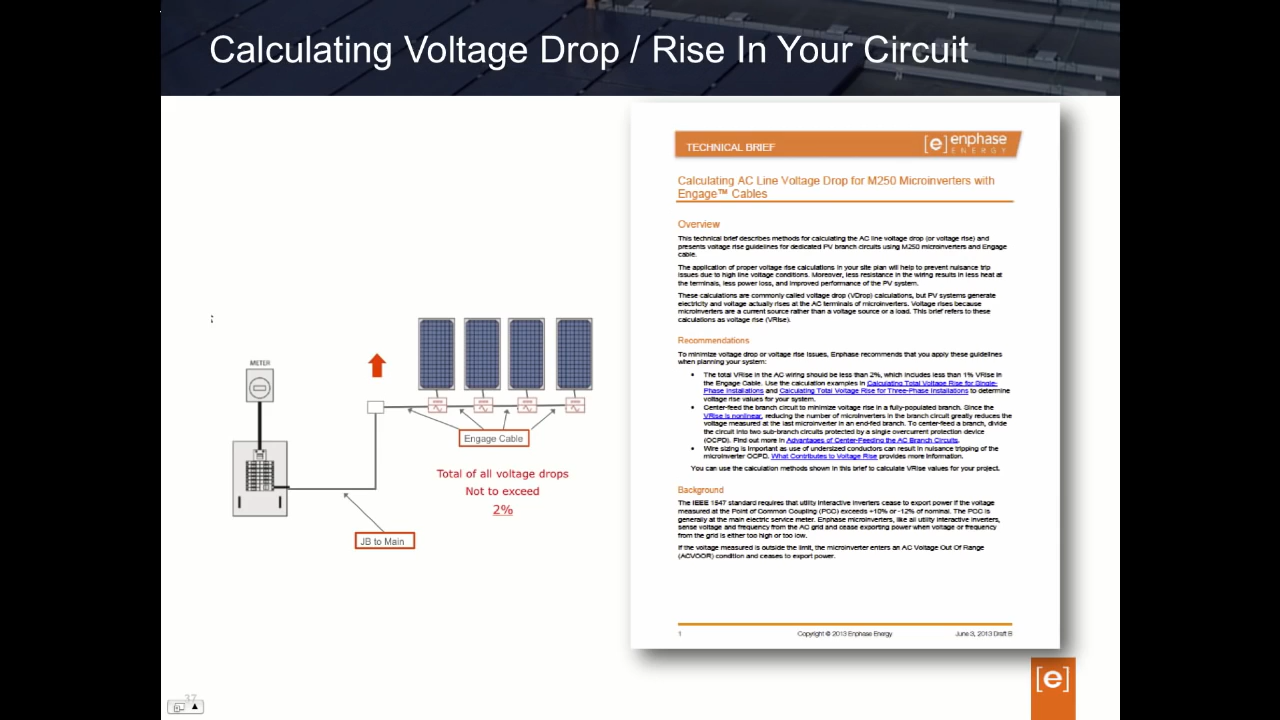 Calculating Voltage Drop / Rise In Your Circuit
METER
Engage Cable
Total of all voltage drops
Not to exceed
2%
JB to Main
TECHNICAL BRIEF
[e] enphase
ENERGY
Calculating AC Line Voltage Drop for M250 Microinverters with
Engage™ Cables
Overview
This technical brief describes methods for calculating the AC line voltage drop (or voltage rise) and
presents voltage rise guidelines for dedicated PV branch circuits using M250 microinverters and Engage
cable.
The application of proper voltage rise calculations in your site plan will help to prevent nuisance trip
issues due to high line voltage conditions. Moreover, less resistance in the wiring results in less heat at
the terminals, less power loss, and improved performance of the PV system.
These calculations are commonly called voltage drop (VDrop) calculations, but PV systems generate
electricity and voltage actually rises at the AC terminals of microinverters. Voltage rises because
microinverters are a current source rather than a voltage source or a load. This brief refers to these
calculations as voltage rise (VRise).
Recommendations
To minimize voltage drop or voltage rise issues, Enphase recommends that you apply these guidelines
when planning your system:
• The total VRise in the AC wiring should be less than 2%, which includes less than 1% VRise in
the Engage Cable. Use the calculation examples in Calculating Total Voltage Rise for Single-
Phase Installations and Calculating Total Voltage Rise for Three-Phase Installations to determine
voltage rise values for your system.
• Center-feed the branch circuit to minimize voltage rise in a fully-populated branch. Since the
VRise is nonlinear, reducing the number of microinverters in the branch circuit greatly reduces the
voltage measured at the last microinverter in an end-fed branch. To center-feed a branch, divide
the circuit into two sub-branch circuits protected by a single overcurrent protection device
(OCPD). Find out more in Advantages of Center-Feeding the AC Branch Circuits.
• Wire sizing is important as use of undersized conductors can result in nuisance tripping of the
microinverter OCPD. What Contributes to Voltage Rise provides more information.
You can use the calculation methods shown in this brief to calculate VRise values for your project.
Background
The IEEE 1547 standard requires that utility interactive inverters cease to export power if the voltage
measured at the Point of Common Coupling (PCC) exceeds +10% or -12% of nominal. The PCC is
generally at the main electric service meter. Enphase microinverters, like all utility interactive inverters,
sense voltage and frequency from the AC grid and cease exporting power when voltage or frequency
from the grid is either too high or too low.
If the voltage measured is outside the limit, the microinverter enters an AC Voltage Out Of Range
(ACVOOR) condition and ceases to export power.
1 Copyright © 2013 Enphase Energy June 3, 2013 Draft B
[e]
37